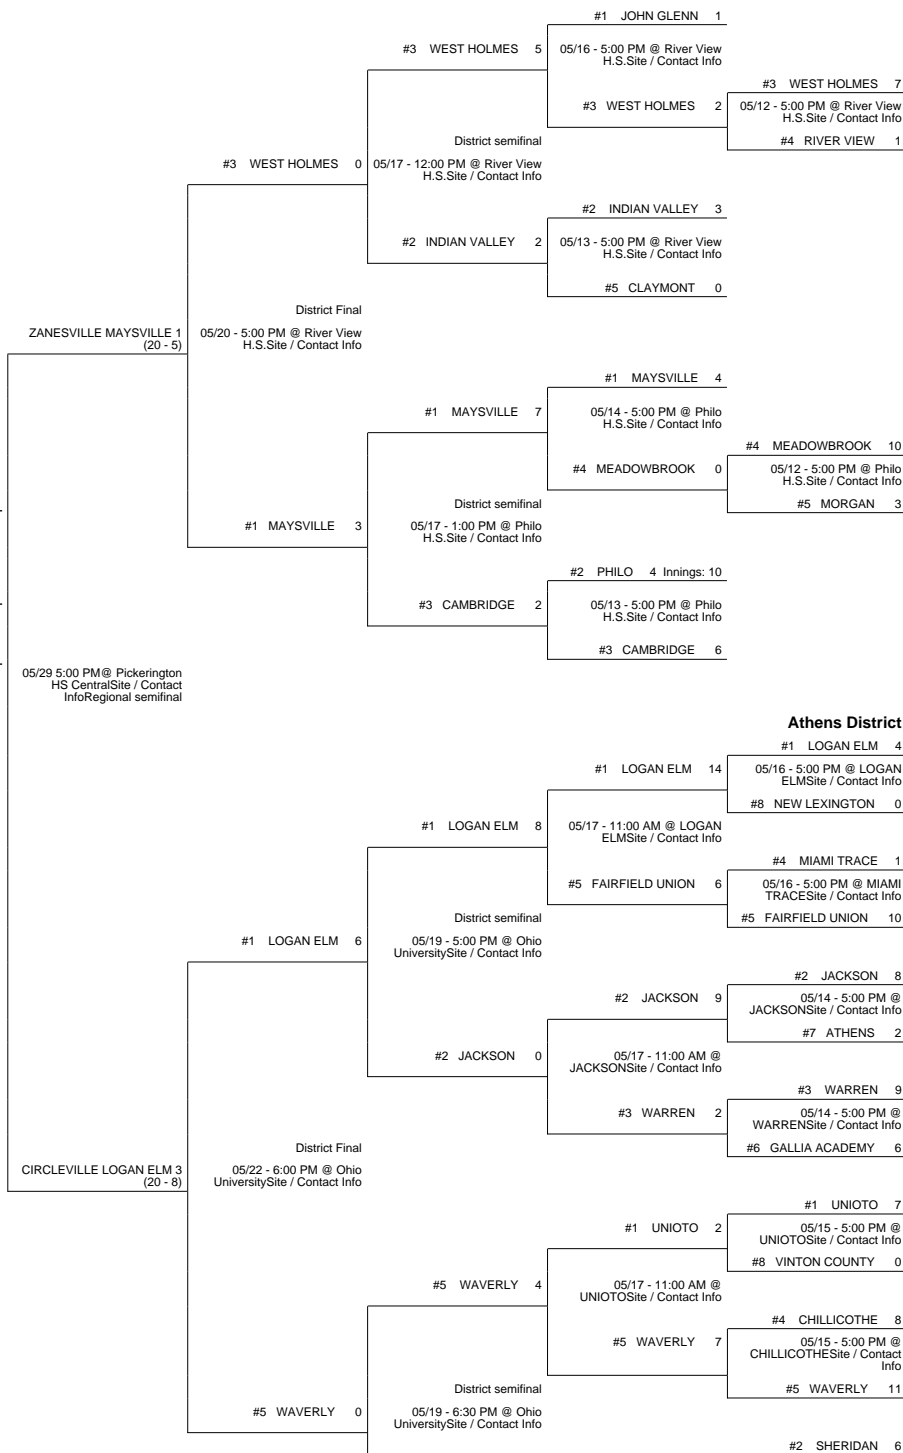 #1 JOHN GLENN 1
#3 WEST HOLMES 5
05/16 - 5:00 PM @ River View
H.S.Site / Contact Info
#3 WEST HOLMES 7
#3 WEST HOLMES 2
05/12 - 5:00 PM @ River View
H.S.Site / Contact Info
#4 RIVER VIEW 1
District semifinal
#3 WEST HOLMES 0
05/17 - 12:00 PM @ River View
H.S.Site / Contact Info
#2 INDIAN VALLEY 3
#2 INDIAN VALLEY 2
05/13 - 5:00 PM @ River View
H.S.Site / Contact Info
#5 CLAYMONT 0
District Final
ZANESVILLE MAYSVILLE 1
(20 - 5)
05/20 - 5:00 PM @ River View
H.S.Site / Contact Info
#1 MAYSVILLE 4
#1 MAYSVILLE 7
05/14 - 5:00 PM @ Philo
H.S.Site / Contact Info
#4 MEADOWBROOK 10
#4 MEADOWBROOK 0
05/12 - 5:00 PM @ Philo
H.S.Site / Contact Info
#5 MORGAN 3
District semifinal
#1 MAYSVILLE 3
05/17 - 1:00 PM @ Philo
H.S.Site / Contact Info
#2 PHILO 4 Innings: 10
#3 CAMBRIDGE 2
05/13 - 5:00 PM @ Philo
H.S.Site / Contact Info
#3 CAMBRIDGE 6
05/29 5:00 PM@ Pickerington
HS CentralSite / Contact
InfoRegional semifinal
Athens District
#1 LOGAN ELM 4
#1 LOGAN ELM 14
05/16 - 5:00 PM @ LOGAN
ELMSite / Contact Info
#8 NEW LEXINGTON 0
#1 LOGAN ELM 8
05/17 - 11:00 AM @ LOGAN
ELMSite / Contact Info
#4 MIAMI TRACE 1
#5 FAIRFIELD UNION 6
05/16 - 5:00 PM @ MIAMI
TRACESite / Contact Info
#5 FAIRFIELD UNION 10
District semifinal
#1 LOGAN ELM 6
05/19 - 5:00 PM @ Ohio
UniversitySite / Contact Info
#2 JACKSON 8
#2 JACKSON 9
05/14 - 5:00 PM @
JACKSONSite / Contact Info
#7 ATHENS 2
#2 JACKSON 0
05/17 - 11:00 AM @
JACKSONSite / Contact Info
#3 WARREN 9
#3 WARREN 2
05/14 - 5:00 PM @
WARRENSite / Contact Info
#6 GALLIA ACADEMY 6
District Final
CIRCLEVILLE LOGAN ELM 3
(20 - 8)
05/22 - 6:00 PM @ Ohio
UniversitySite / Contact Info
#1 UNIOTO 7
#1 UNIOTO 2
05/15 - 5:00 PM @
UNIOTOSite / Contact Info
#8 VINTON COUNTY 0
#5 WAVERLY 4
05/17 - 11:00 AM @
UNIOTOSite / Contact Info
#4 CHILLICOTHE 8
#5 WAVERLY 7
05/15 - 5:00 PM @
CHILLICOTHESite / Contact
Info
#5 WAVERLY 11
District semifinal
#5 WAVERLY 0
05/19 - 6:30 PM @ Ohio
UniversitySite / Contact Info
#2 SHERIDAN 6